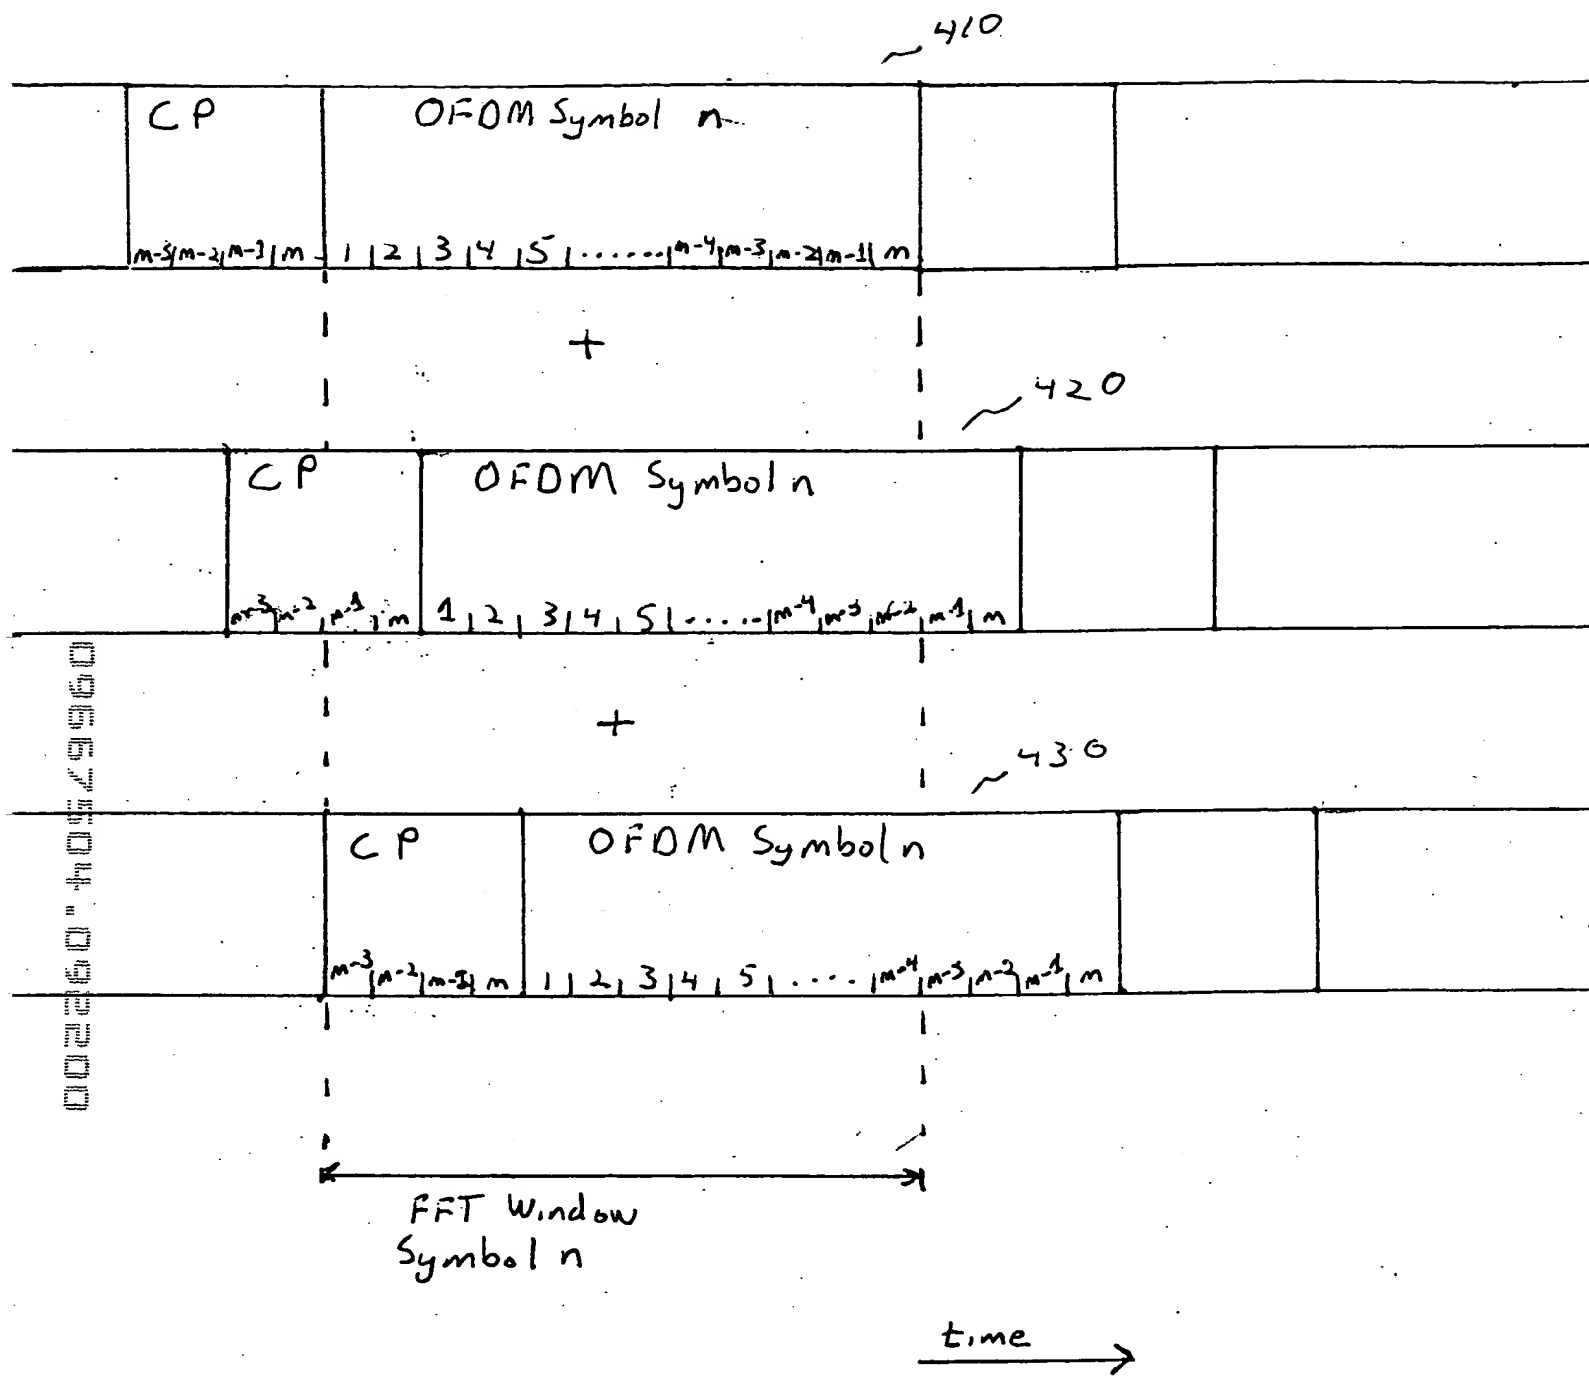 410
CP OFDM Symbol n
m-3 m-2 m-1 m 1 2 3 4 5 ...... m-4 m-3 m-2 m-1 m
+
420
CP OFDM Symbol n
m-3 m-2 m-1 m 1 2 3 4 5 ..... m-4 m-3 m-2 m-1 m
+
430
CP OFDM Symbol n
m-3 m-2 m-1 m 1 2 3 4 5 .... m-4 m-3 m-2 m-1 m
FFT Window
Symbol n
time
09667504.092200